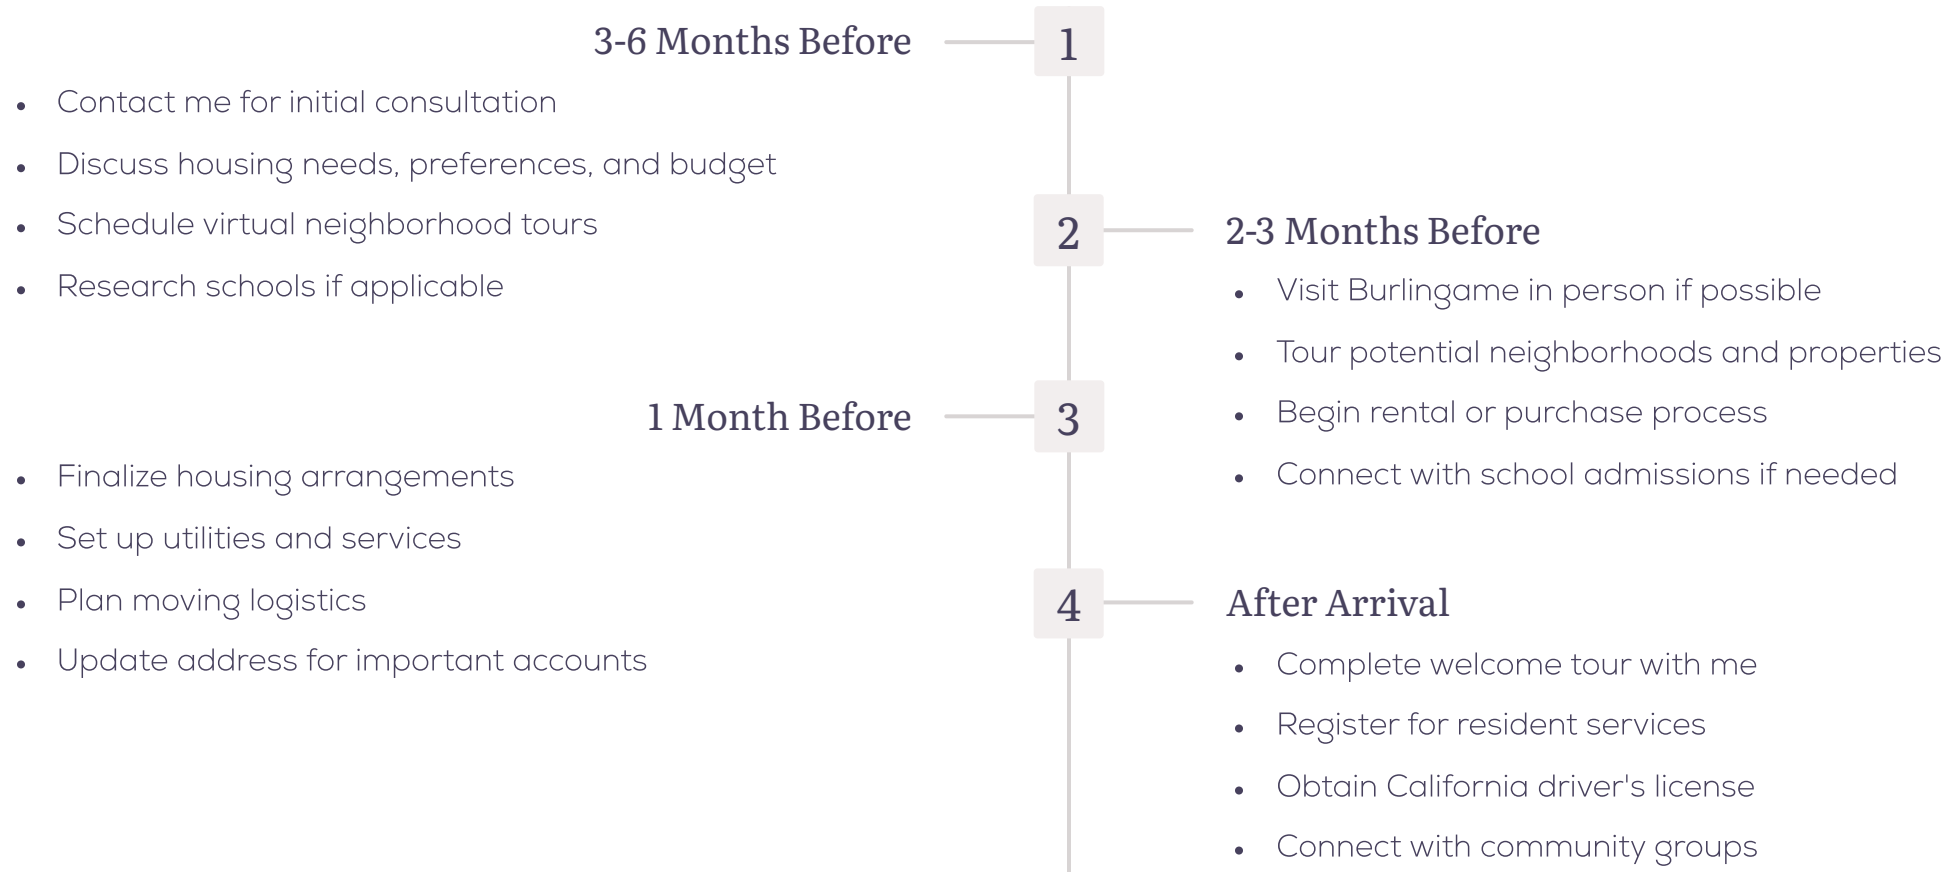 3-6 Months Before
1
• Contact me for initial consultation
• Discuss housing needs, preferences, and budget
• Schedule virtual neighborhood tours
• Research schools if applicable
2
2-3 Months Before
• Visit Burlingame in person if possible
• Tour potential neighborhoods and properties
• Begin rental or purchase process
• Connect with school admissions if needed
1 Month Before
3
• Finalize housing arrangements
• Set up utilities and services
• Plan moving logistics
• Update address for important accounts
4
After Arrival
• Complete welcome tour with me
• Register for resident services
• Obtain California driver's license
• Connect with community groups